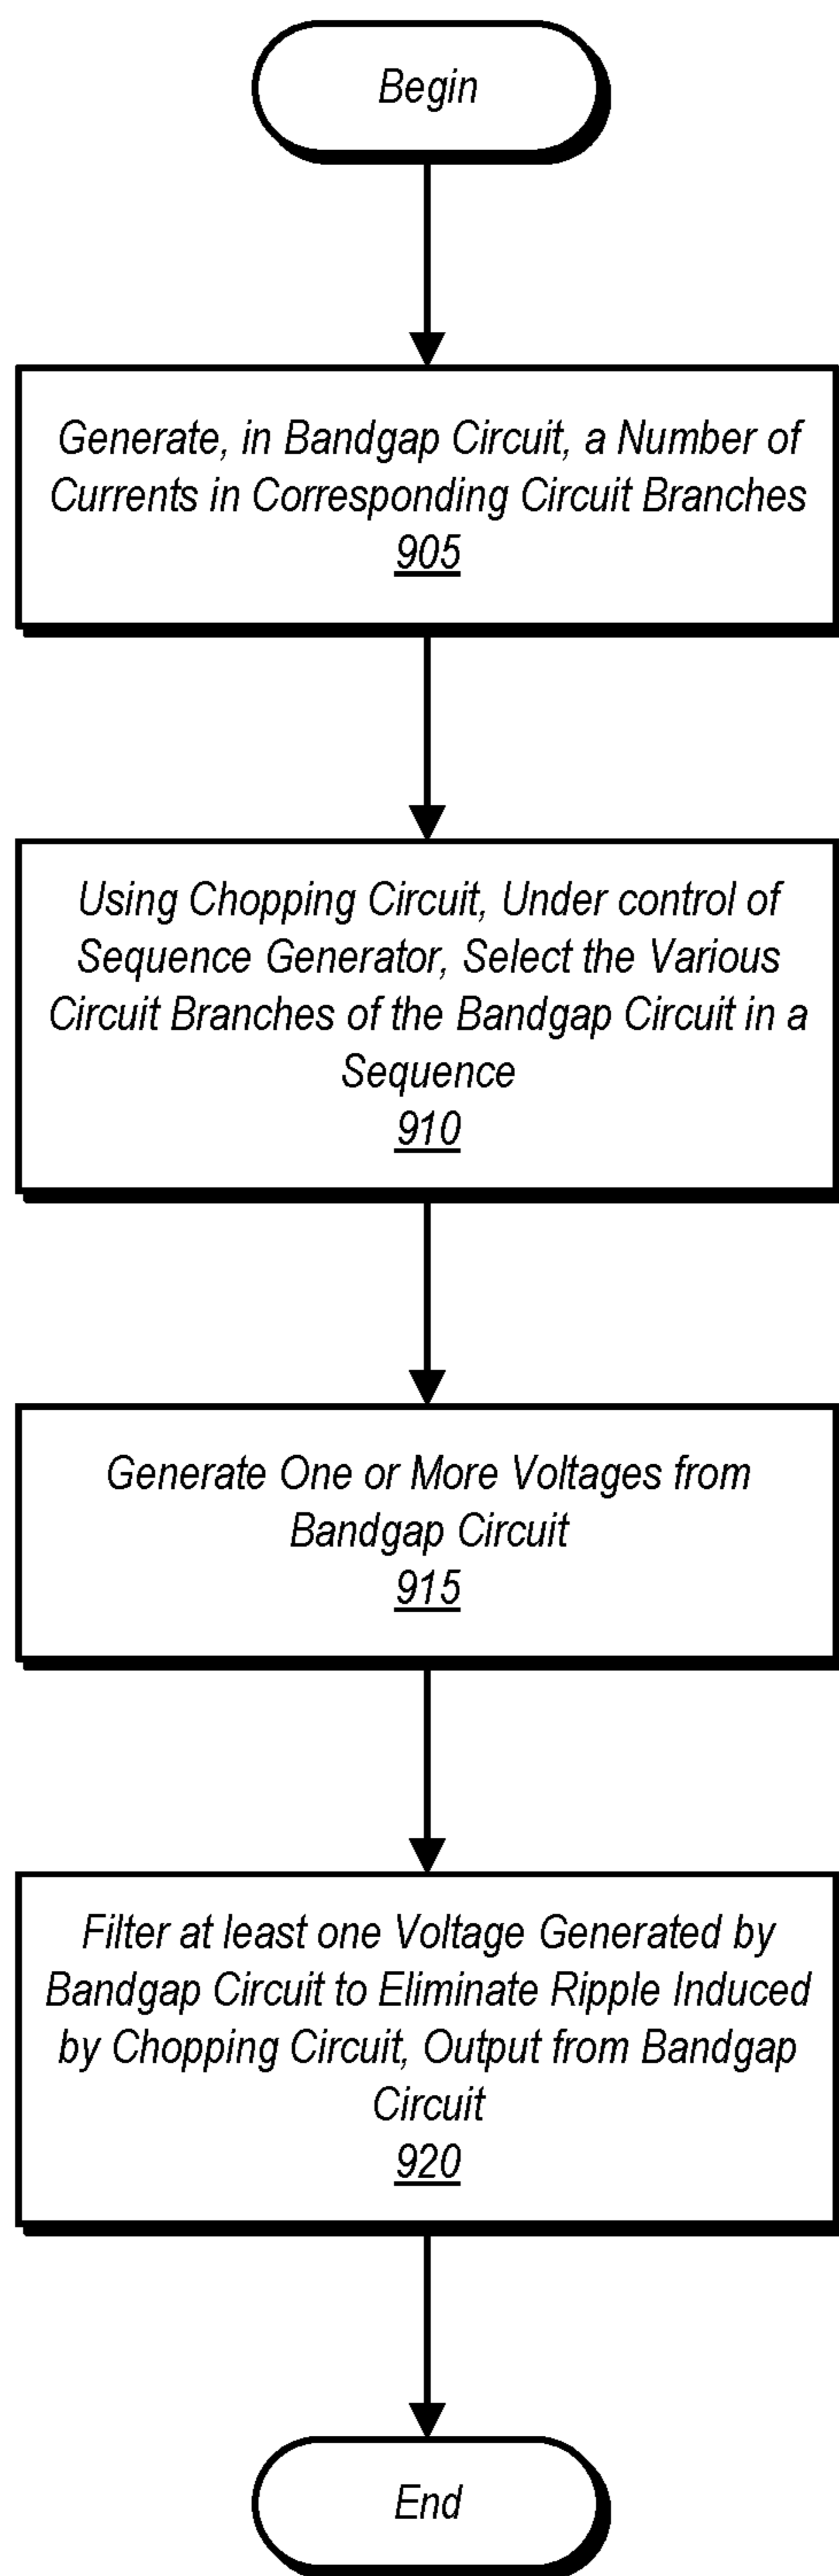 Begin
Generate, in Bandgap Circuit, a Number of
Currents in Corresponding Circuit Branches
905
Using Chopping Circuit, Under control of
Sequence Generator, Select the Various
Circuit Branches of the Bandgap Circuit in a
Sequence
910
Generate One or More Voltages from
Bandgap Circuit
915
Filter at least one Voltage Generated by
Bandgap Circuit to Eliminate Ripple Induced
by Chopping Circuit, Output from Bandgap
Circuit
920
End